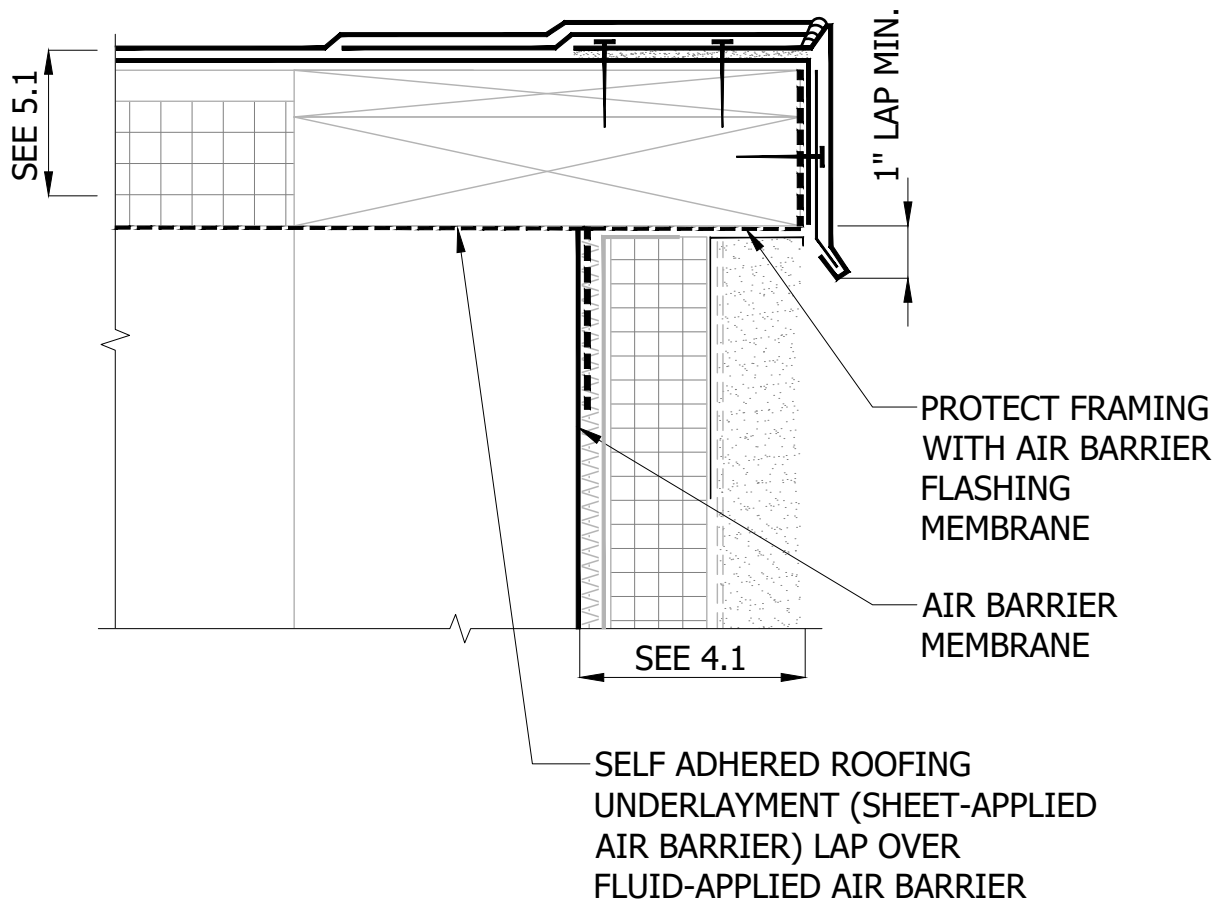 SEE 5.1
1" LAP MIN.
PROTECT FRAMING
WITH AIR BARRIER
FLASHING
MEMBRANE
AIR BARRIER
MEMBRANE
SEE 4.1
SELF ADHERED ROOFING
UNDERLAYMENT (SHEET-APPLIED
AIR BARRIER) LAP OVER
FLUID-APPLIED AIR BARRIER